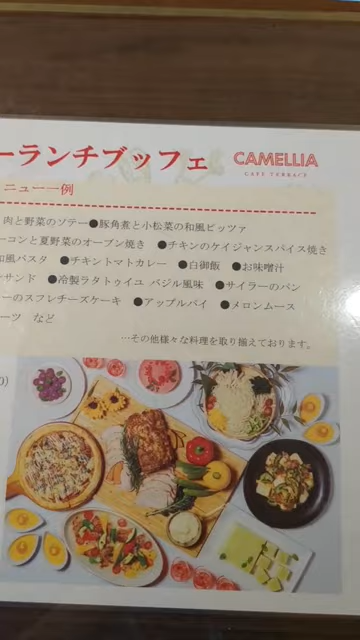 ーランチブッフェ
CAMELLIA
CAFE TERRACE
ニュー一例
肉と野菜のソテー●豚角煮と小松菜の和風ピッツァ
ーコンと夏野菜のオーブン焼き ●チキンのケイジャンスパイス焼き
和風パスタ ●チキントマトカレー ●白御飯 ●お味噌汁
ーサンド ●冷製ラタトゥイユ バジル風味 ●サイラーのパン
ーのスフレチーズケーキ ●アップルパイ ●メロンムース
ーツ など
…その他様々な料理を取り揃えております。
0)